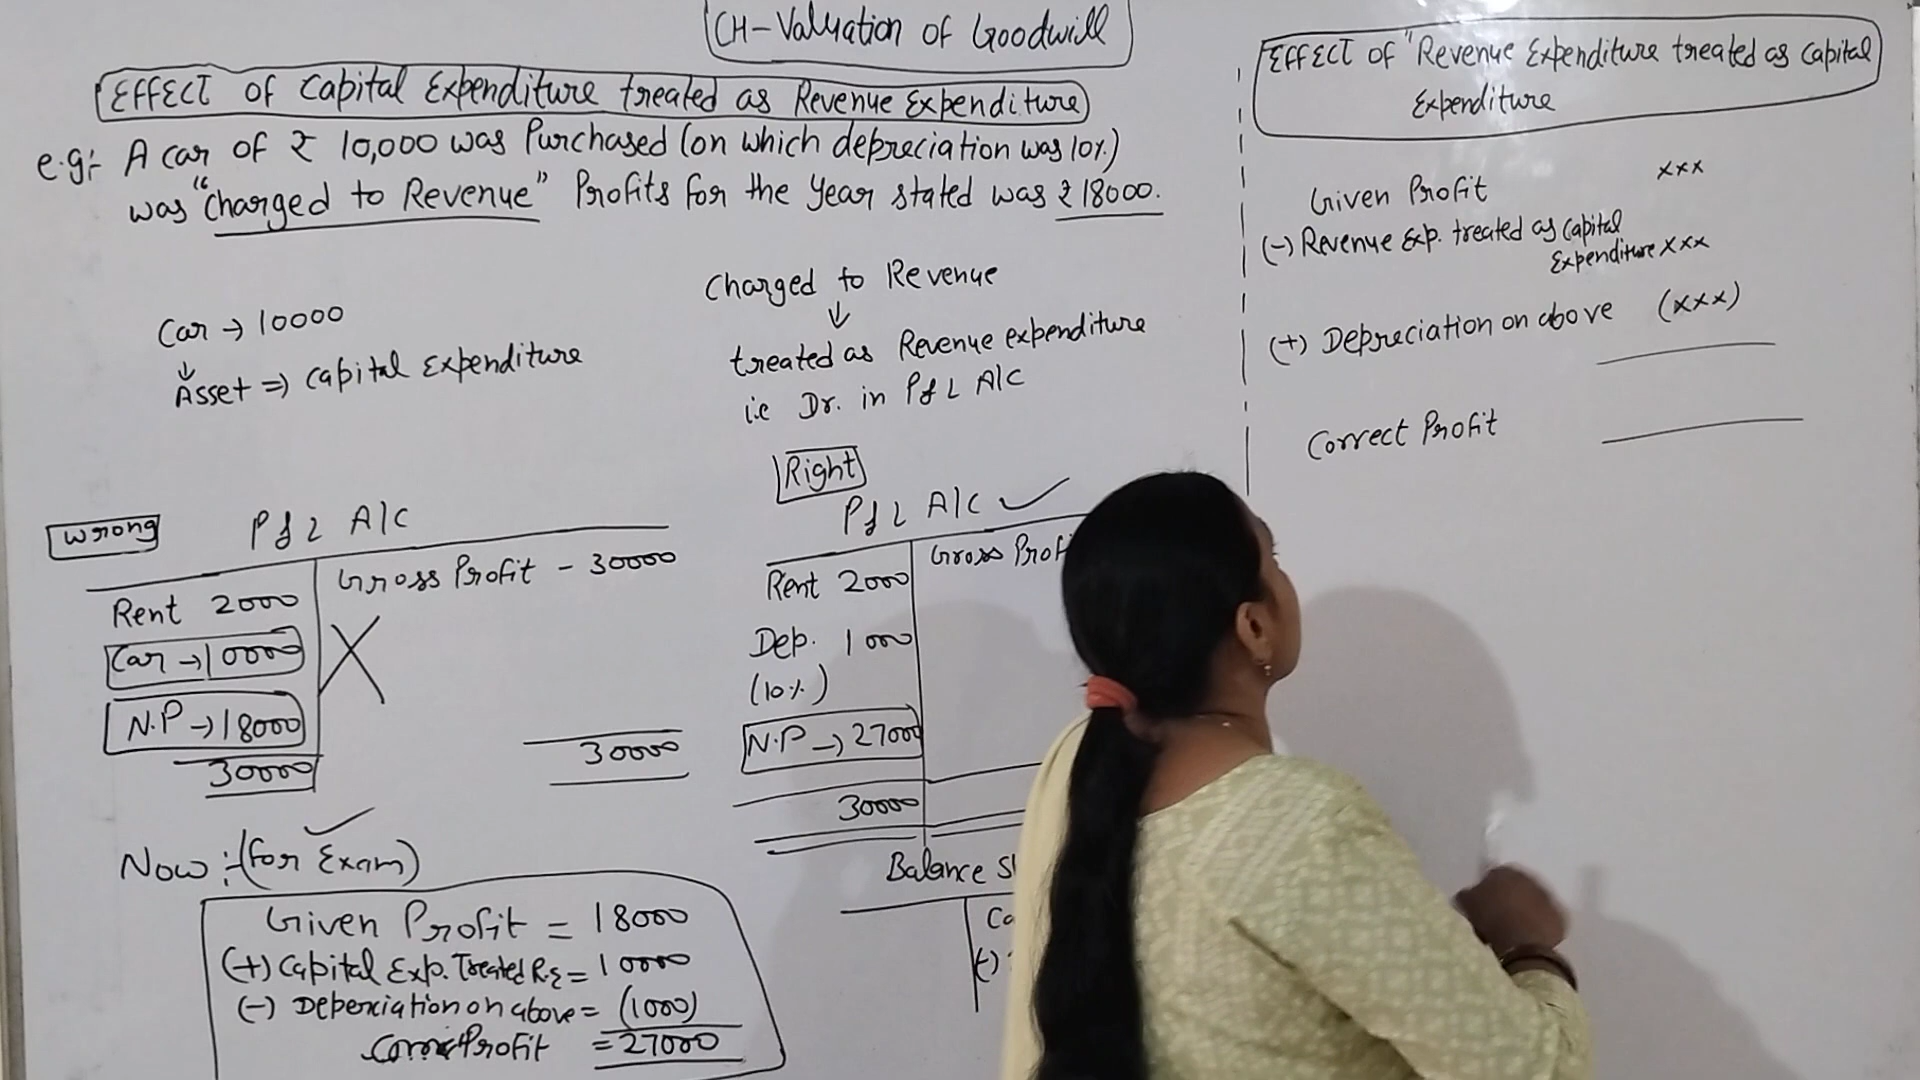 CH-Valuation of Goodwill
EFFECT of Capital Expenditure treated as Revenue Expenditure
e.g:- A car of ₹ 10,000 was Purchased (on which depreciation was 10%)
was "Charged to Revenue" Profits for the Year stated was ₹18000.
Car → 10000
↓
Asset ⇒ Capital Expenditure
Charged to Revenue
↓
treated as Revenue expenditure
i.e Dr. in P&L A/C
Wrong
P&L A/C
Rent 2000
Gross Profit - 30000
Car → 10000
N.P → 18000
30000
30000
Right
P&L A/C ✓
Rent 2000
Dep. 1000
(10%)
N.P → 27000
30000
Gross
Balance
(-)
Now:-(for Exam)
Given Profit = 18000
(+) Capital Exp. Treated R.E = 10000
(-) Deperciation on above = (1000)
Profit = 27000
EFFECT of "Revenue Expenditure treated as Capital
Expenditure
Given Profit xxx
(-) Revenue Exp. treated as Capital
Expenditure xxx
(+) Depreciation on above (xxx)
Correct Profit